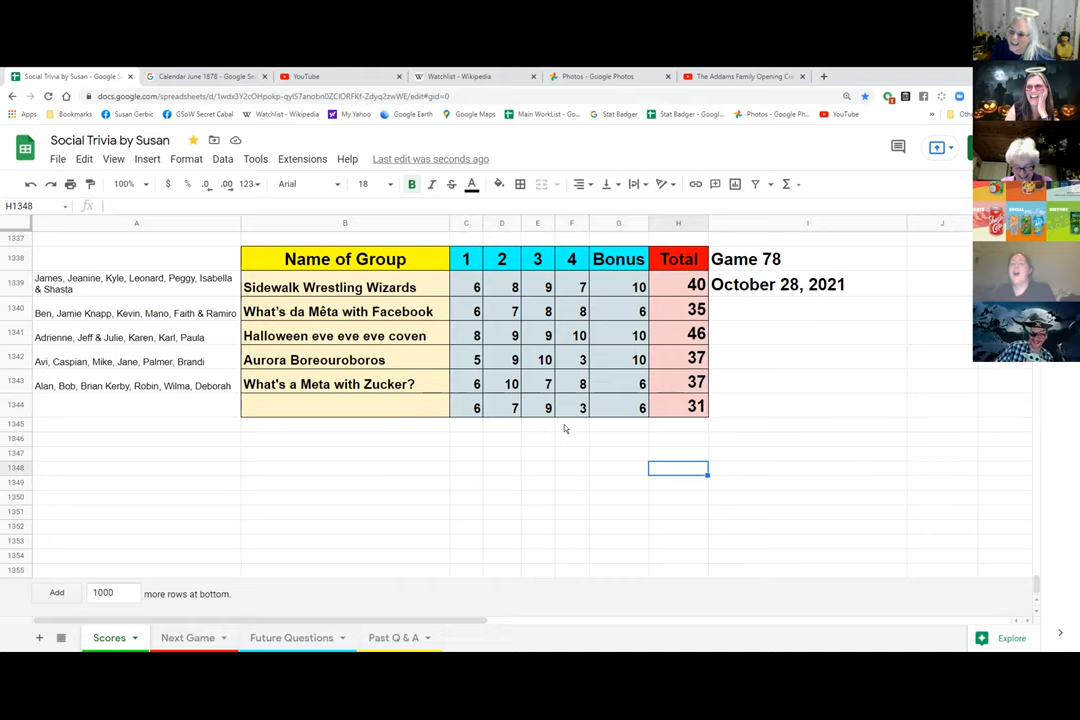 Social Trivia by Susan - Google S
Calendar June 1878 - Google Se
YouTube
Watchlist - Wikipedia
Photos - Google Photos
The Addams Family Opening Cr
docs.google.com/spreadsheets/d/
Apps
Bookmarks
Susan Gerbic
GSoW Secret Cabal
Watchlist - Wikipe...
My Yahoo
Google Earth
Google Maps
Main WorkList - Go...
Stat Badger
Stat Badger - Googl...
Photos - Google Ph...
YouTube
Social Trivia by Susan
File Edit View Insert Format Data Tools Extensions Help Last edit was seconds ago
100% $ % .0 .00 123 Arial 18 B I S A
H1348 fx
A B C D E F G H I J
1337
1338 Name of Group 1 2 3 4 Bonus Total Game 78
1339 James, Jeanine, Kyle, Leonard, Peggy, Isabella & Shasta Sidewalk Wrestling Wizards 6 8 9 7 10 40 October 28, 2021
1340 Ben, Jamie Knapp, Kevin, Mano, Faith & Ramiro What's da Mêta with Facebook 6 7 8 8 6 35
1341 Adrienne, Jeff & Julie, Karen, Karl, Paula Halloween eve eve eve coven 8 9 9 10 10 46
1342 Avi, Caspian, Mike, Jane, Palmer, Brandi Aurora Boreouroboros 5 9 10 3 10 37
1343 Alan, Bob, Brian Kerby, Robin, Wilma, Deborah What's a Meta with Zucker? 6 10 7 8 6 37
1344 6 7 9 3 6 31
1345
1346
1347
1348
1349
1350
1351
1352
1353
1354
1355
Add 1000 more rows at bottom.
Scores Next Game Future Questions Past Q & A Explore